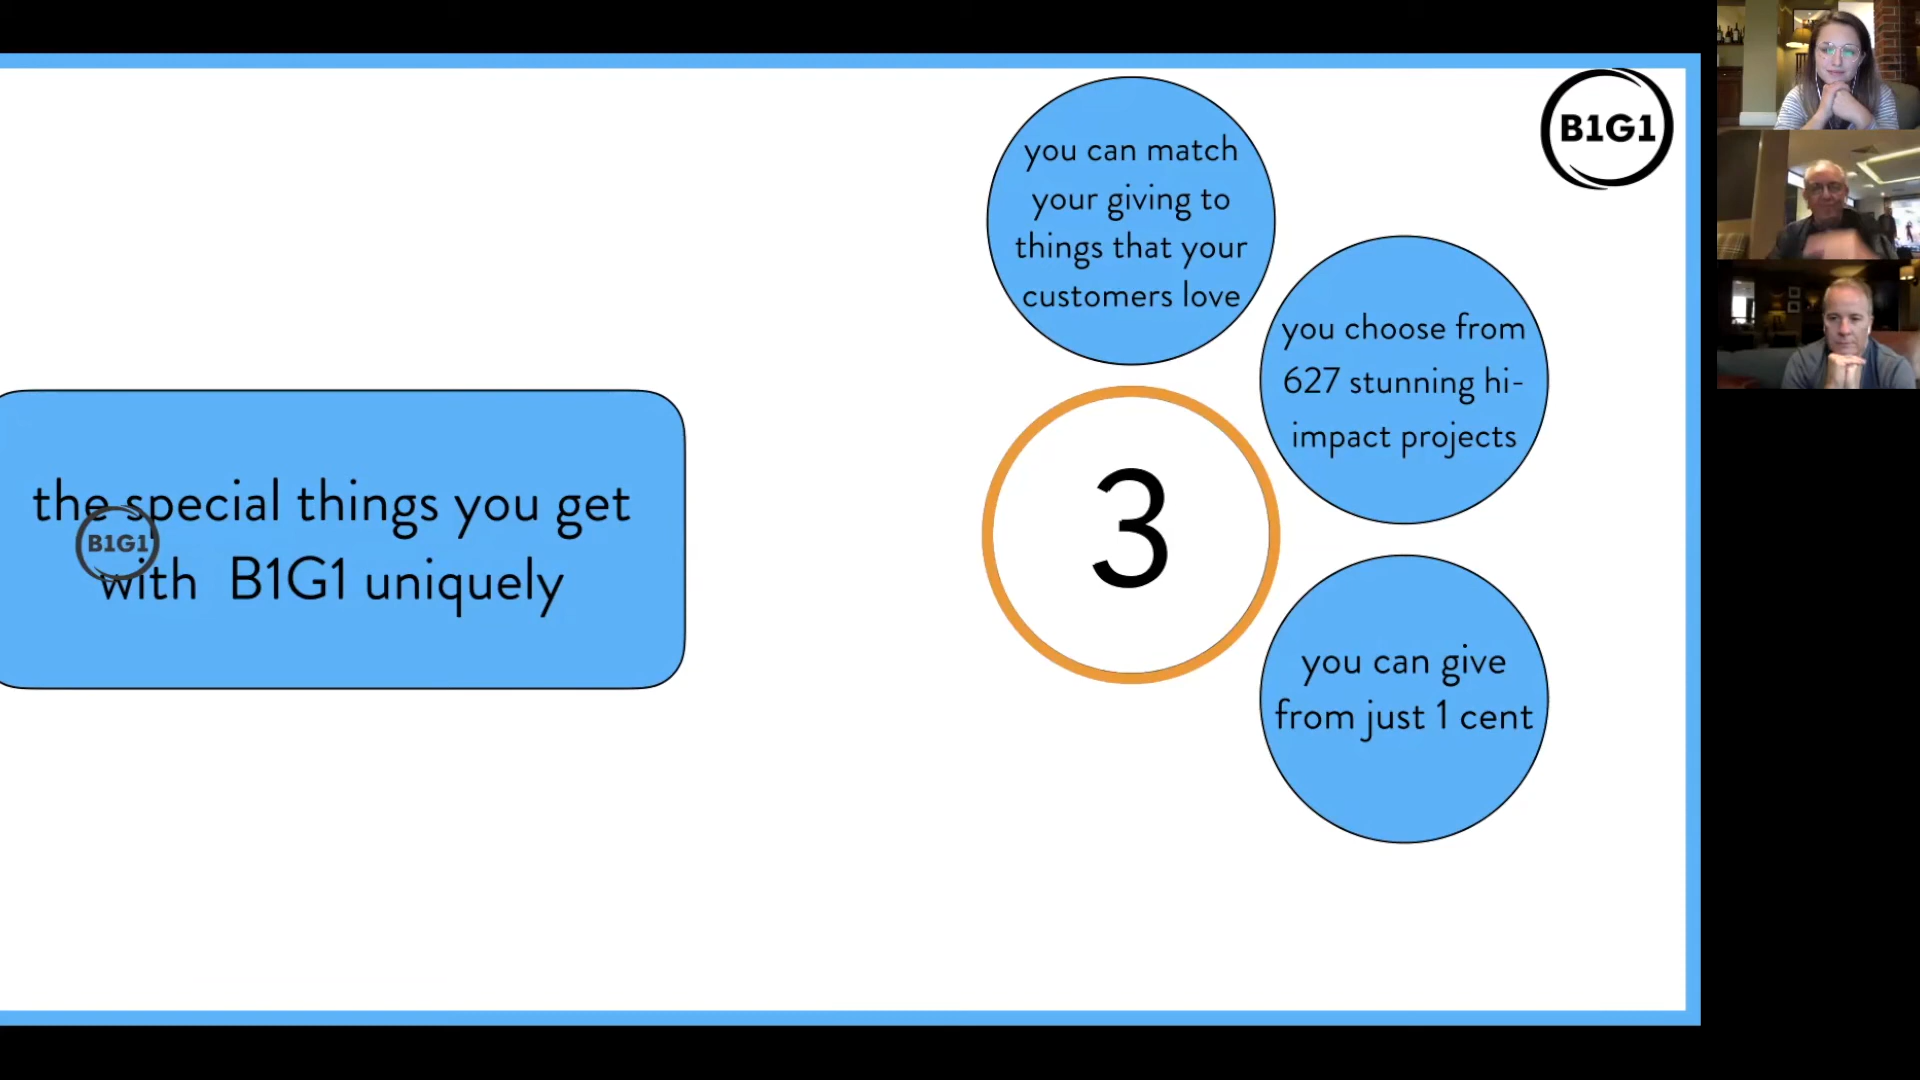 the special things you get
with B1G1 uniquely
B1G1
you can match
your giving to
things that your
customers love
you choose from
627 stunning hi-
impact projects
3
you can give
from just 1 cent
B1G1